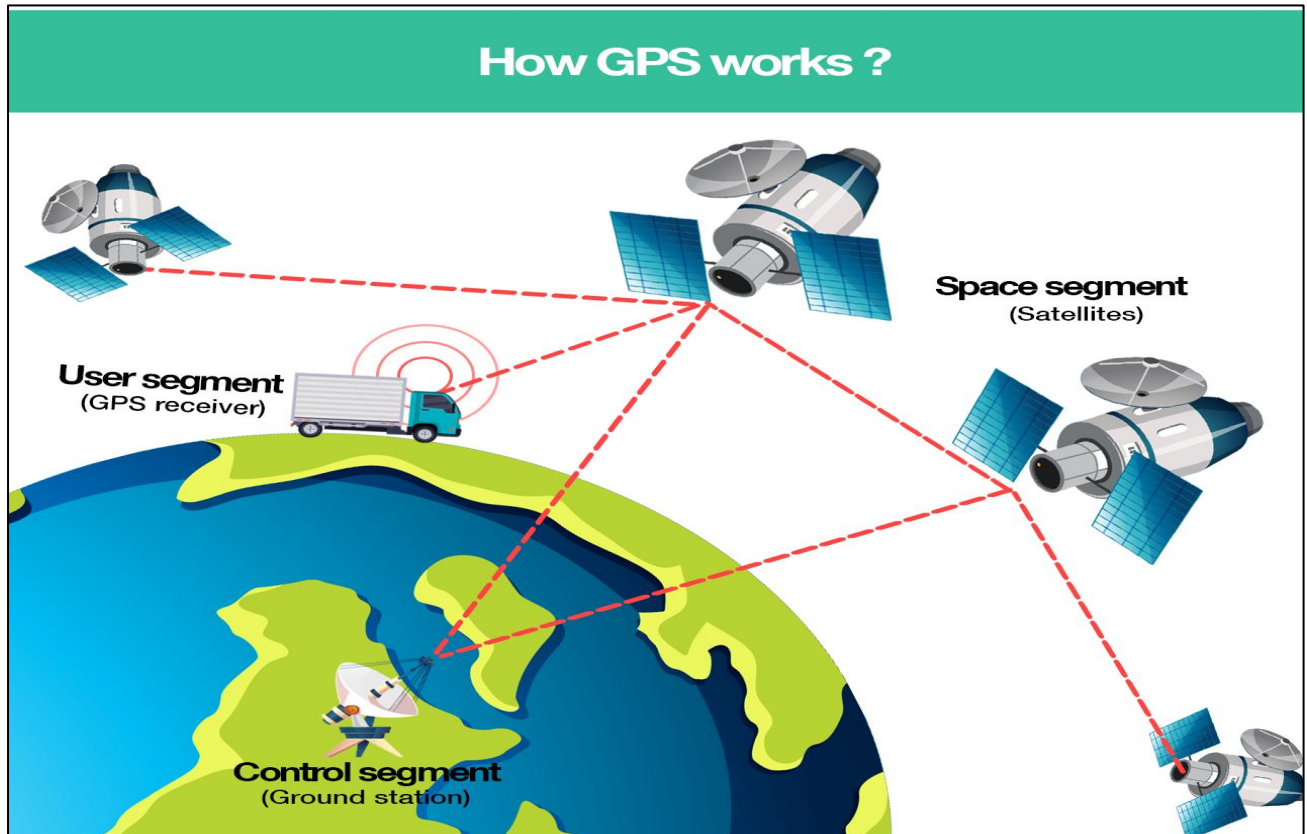 How GPS works ?
Space segment
(Satellites)
User segment
(GPS receiver)
Control segment
(Ground station)